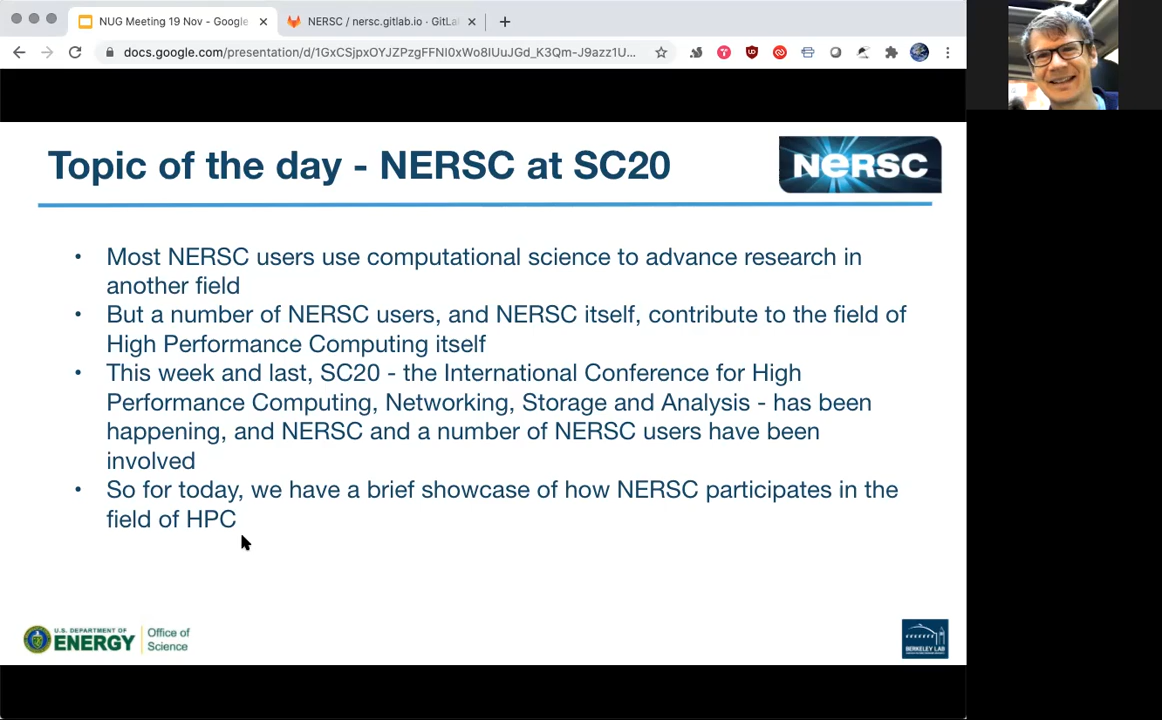 NUG Meeting 19 Nov - Google
NERSC / nersc.gitlab.io · GitLa
docs.google.com/presentation/d/1GxCSjpxOYJZPzgFFNI0xWo8IUuJGd_K3Qm-J9azz1U...
Topic of the day - NERSC at SC20
NERSC
• Most NERSC users use computational science to advance research in
another field
• But a number of NERSC users, and NERSC itself, contribute to the field of
High Performance Computing itself
• This week and last, SC20 - the International Conference for High
Performance Computing, Networking, Storage and Analysis - has been
happening, and NERSC and a number of NERSC users have been
involved
• So for today, we have a brief showcase of how NERSC participates in the
field of HPC
U.S. DEPARTMENT OF
ENERGY
Office of
Science
BERKELEY LAB